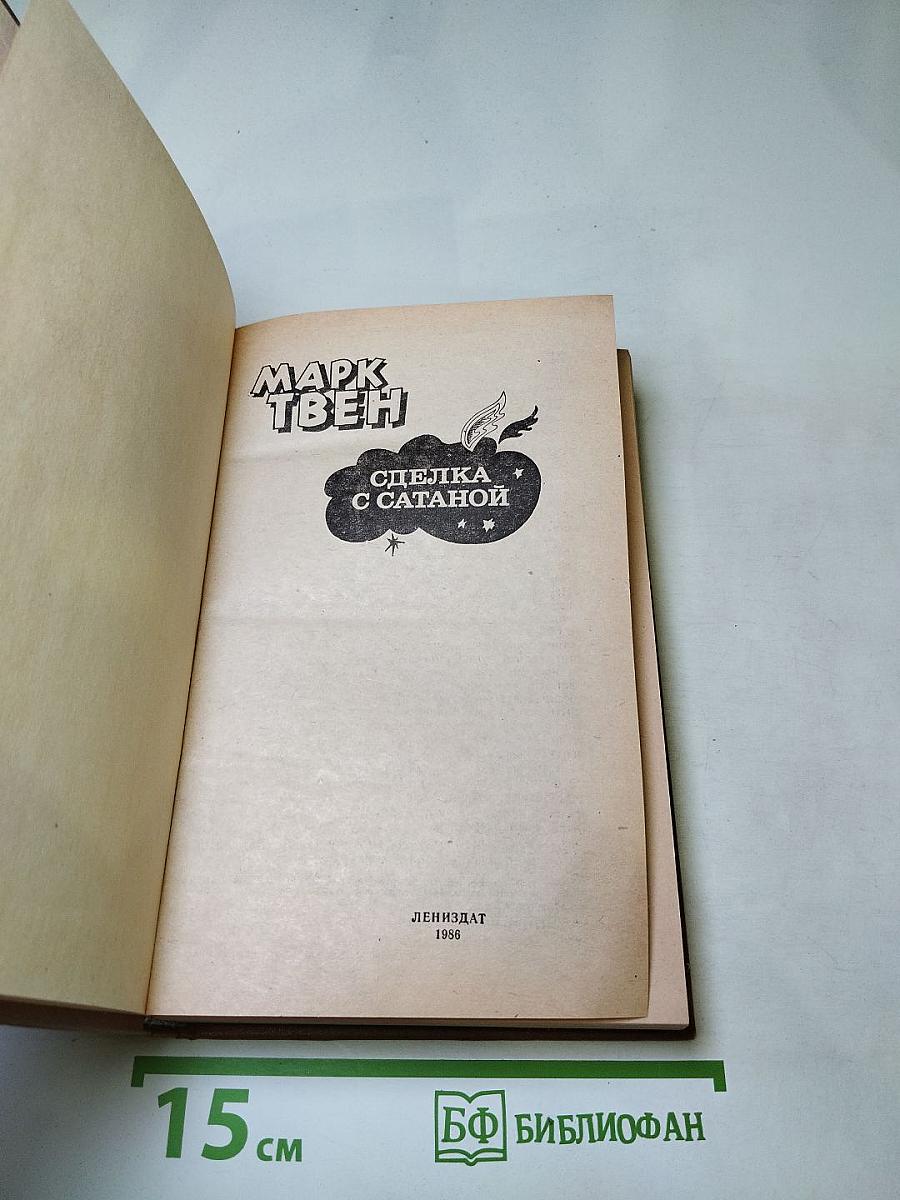 МАРК
ТВЕН
СДЕЛКА
С САТАНОЙ
ЛЕНИЗДАТ
1986
15 см
БФ БИБЛИОФАН